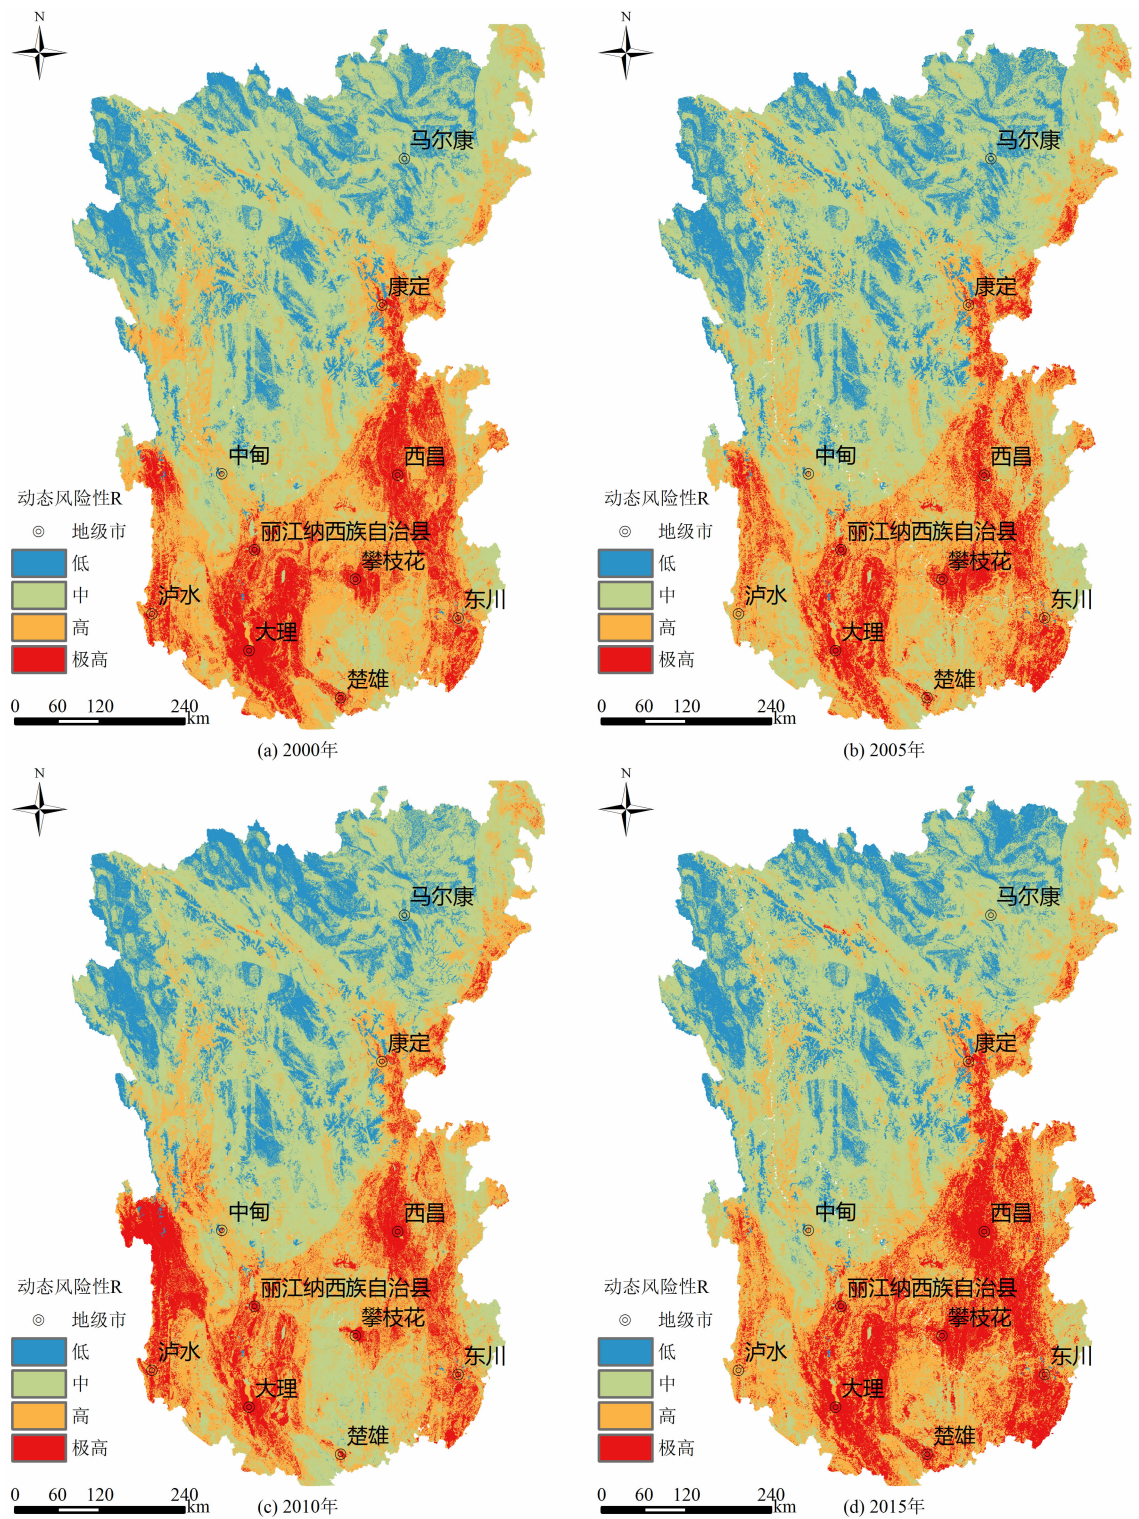 N
马尔康
康定
中甸
西昌
动态风险性R
地级市
丽江纳西族自治县
低
攀枝花
中
泸水
东川
高
大理
极高
楚雄
0 60 120 240
km
(a) 2000年
N
马尔康
康定
中甸
西昌
动态风险性R
地级市
丽江纳西族自治县
低
攀枝花
中
泸水
东川
高
大理
极高
楚雄
0 60 120 240
km
(b) 2005年
N
马尔康
康定
中甸
西昌
动态风险性R
丽江纳西族自治县
地级市
攀枝花
低
泸水
东川
中
大理
高
楚雄
极高
0 60 120 240
km
(c) 2010年
N
马尔康
康定
中甸
西昌
动态风险性R
丽江纳西族自治县
地级市
攀枝花
低
泸水
东川
中
大理
高
楚雄
极高
0 60 120 240
km
(d) 2015年